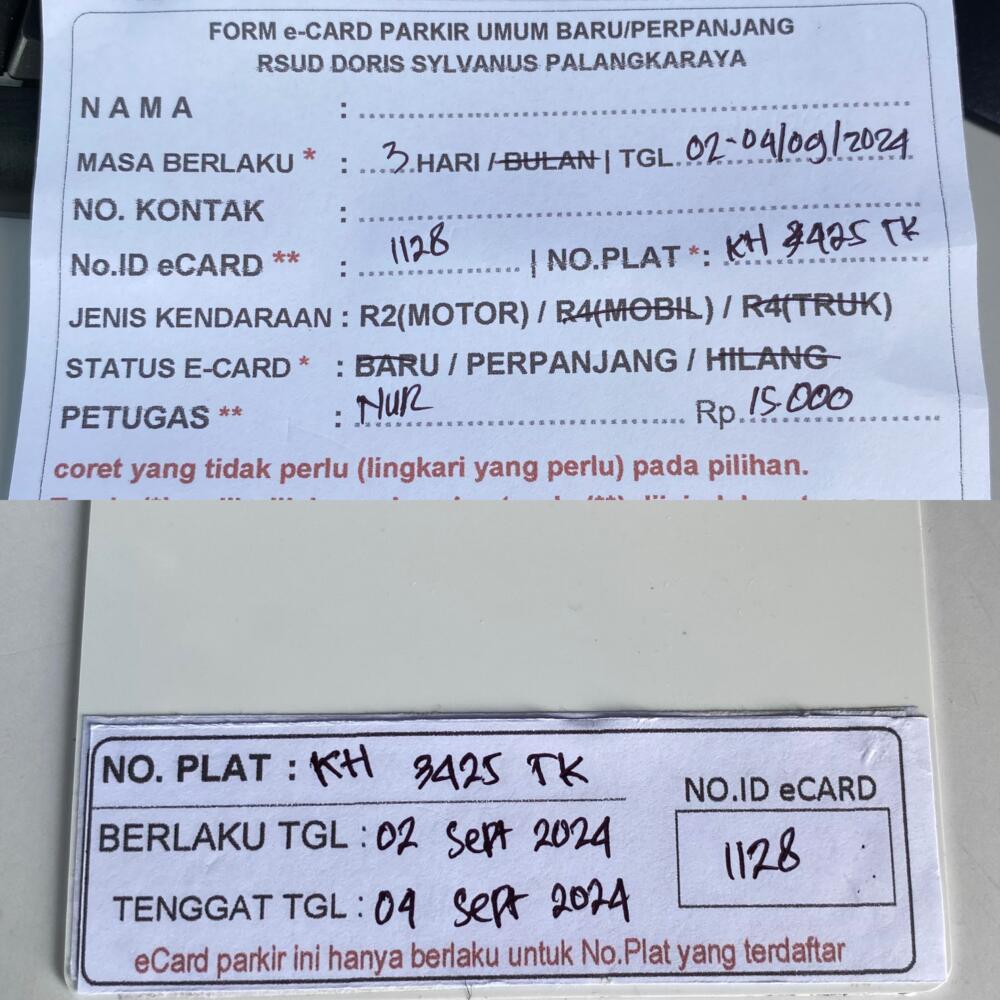 FORM e-CARD PARKIR UMUM BARU/PERPANJANG
RSUD DORIS SYLVANUS PALANGKARAYA
NAMA :
MASA BERLAKU * : 3 HARI / BULAN | TGL. 02-04/09/2024
NO. KONTAK :
No.ID eCARD ** : 1128 | NO.PLAT *: KH 3425 TK
JENIS KENDARAAN : R2(MOTOR) / R4(MOBIL) / R4(TRUK)
STATUS E-CARD * : BARU / PERPANJANG / HILANG
PETUGAS ** : NUR Rp. 15.000
coret yang tidak perlu (lingkari yang perlu) pada pilihan.
NO. PLAT : KH 3425 TK
NO.ID eCARD
BERLAKU TGL : 02 Sept 2024
1128
TENGGAT TGL : 04 Sept 2024
eCard parkir ini hanya berlaku untuk No.Plat yang terdaftar